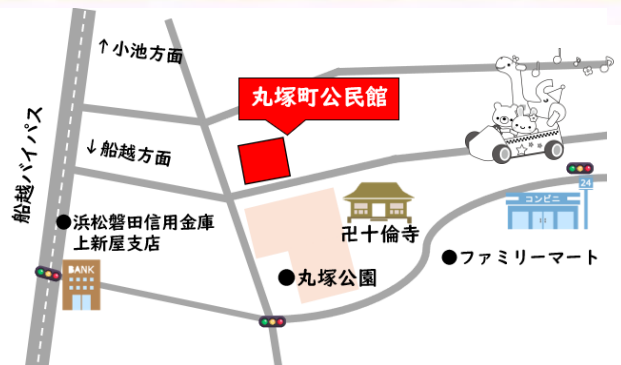 ↑小池方面
丸塚町公民館
↓船越方面
船越バイパス
●浜松磐田信用金庫
上新屋支店
BANK
卍十倫寺
●丸塚公園
24
コンビニ
●ファミリーマート